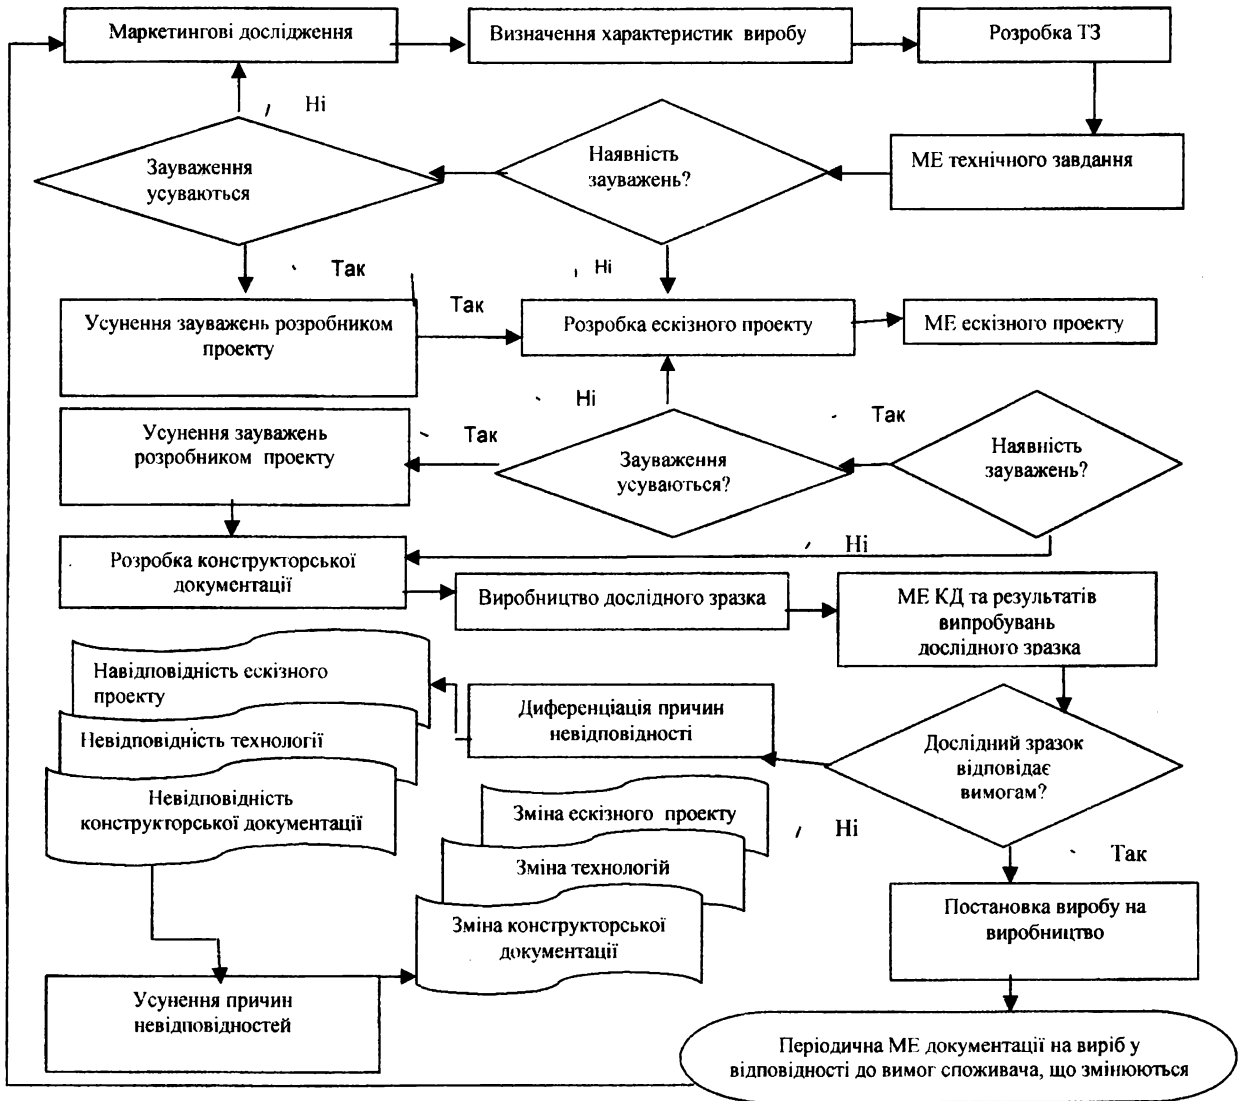 Маркетингові дослідження
Визначення характеристик виробу
Розробка ТЗ
Ні
Зауваження
усуваються
Наявність
зауважень?
МЕ технічного завдання
Так
Ні
Усунення зауважень розробником
проекту
Так
Розробка ескізного проекту
МЕ ескізного проекту
Ні
Так
Усунення зауважень
розробником проекту
Так
Зауваження
усуваються?
Наявність
зауважень?
Ні
Розробка конструкторської
документації
Виробництво дослідного зразка
МЕ КД та результатів
випробувань
дослідного зразка
Навідповідність ескізного
проекту
Невідповідність технології
Невідповідність
конструкторської документації
Диференціація причин
невідповідності
Дослідний зразок
відповідає
вимогам?
Зміна ескізного проекту
Зміна технологій
Зміна конструкторської
документації
Ні
Так
Постановка виробу на
виробництво
Усунення причин
невідповідностей
Періодична МЕ документації на виріб у
відповідності до вимог споживача, що змінюються